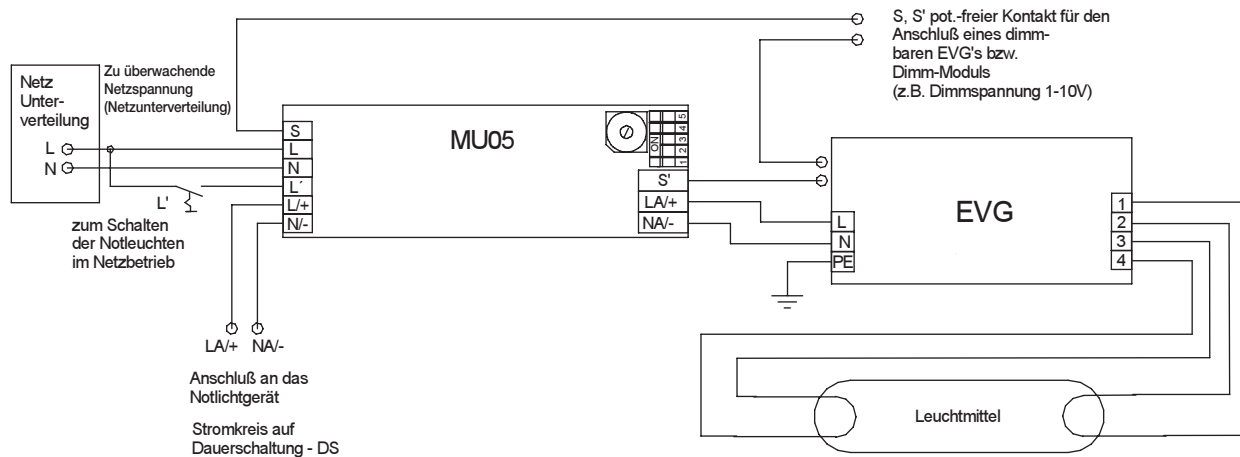 S, S' pot.-freier Kontakt für den
Anschluß eines dimm-
baren EVG's bzw.
Dimm-Moduls
(z.B. Dimmspannung 1-10V)
Netz
Unter-
verteilung
L
N
Zu überwachende
Netzspannung
(Netzunterverteilung)
L'
zum Schalten
der Notleuchten
im Netzbetrieb
S
L
N
L´
L/+
N/-
MU05
ON
1 2 3 4 5
S'
LA/+
NA/-
L
N
PE
EVG
1
2
3
4
LA/+ NA/-
Anschluß an das
Notlichtgerät
Stromkreis auf
Dauerschaltung - DS
Leuchtmittel